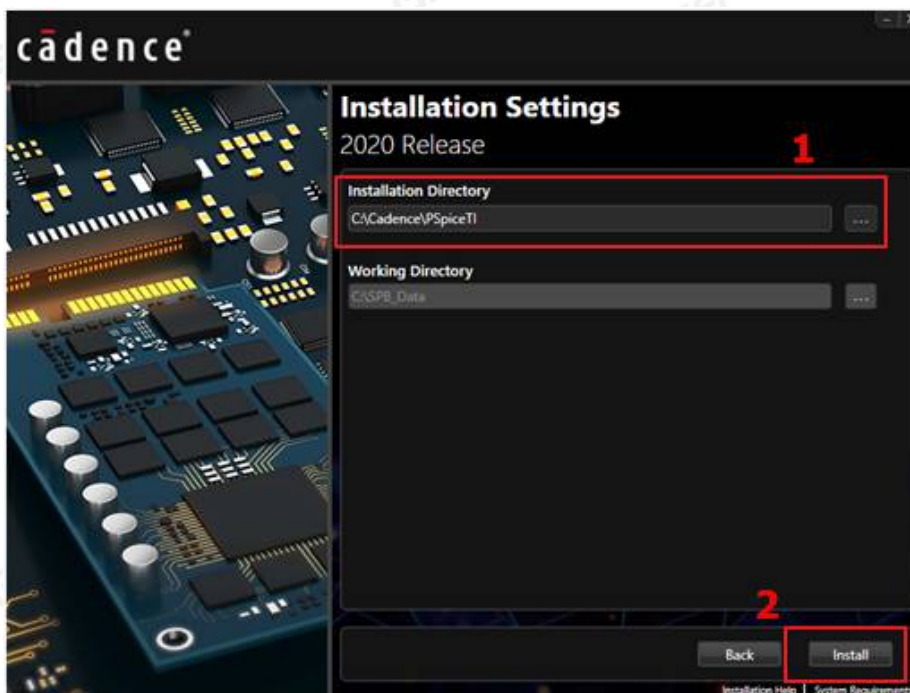 cādence®
Installation Settings
2020 Release
1
Installation Directory
C:\Cadence\PSpiceTI
...
Working Directory
C:\SPB_Data
...
2
Back
Install
Installation Help | System Requirements